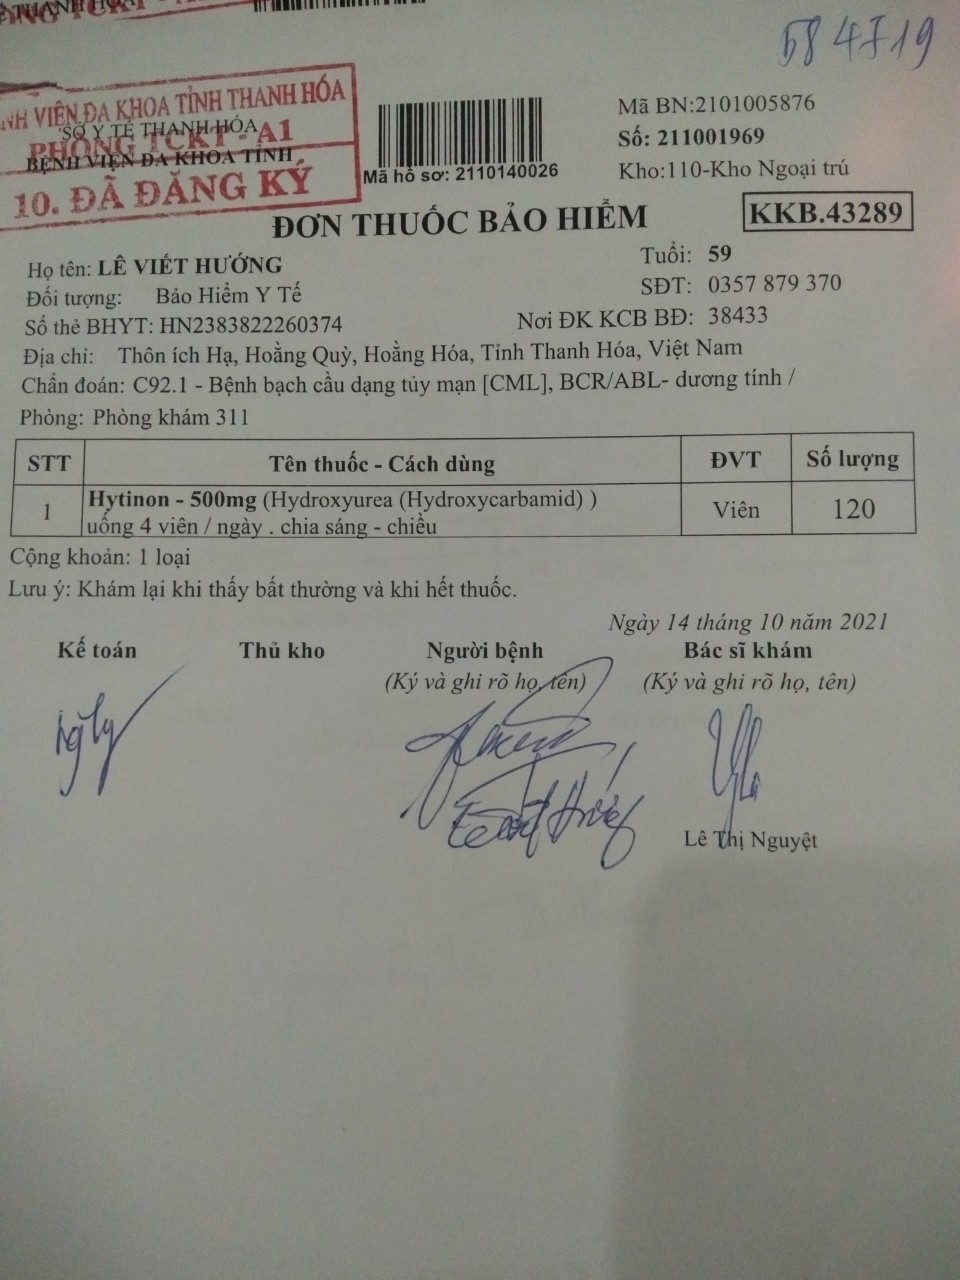 584719
BỆNH VIỆN ĐA KHOA TỈNH THANH HÓA
SỞ Y TẾ THANH HÓA
PHÒNG TCKT - A1
BỆNH VIỆN ĐA KHOA TỈNH
10. ĐÃ ĐĂNG KÝ
Mã hồ sơ: 2110140026
Mã BN:2101005876
Số: 211001969
Kho:110-Kho Ngoại trú
ĐƠN THUỐC BẢO HIỂM
KKB.43289
Họ tên: LÊ VIẾT HƯỚNG Tuổi: 59
Đối tượng: Bảo Hiểm Y Tế SĐT: 0357 879 370
Số thẻ BHYT: HN2383822260374 Nơi ĐK KCB BĐ: 38433
Địa chỉ: Thôn ích Hạ, Hoằng Quỳ, Hoằng Hóa, Tỉnh Thanh Hóa, Việt Nam
Chẩn đoán: C92.1 - Bệnh bạch cầu dạng tủy mạn [CML], BCR/ABL- dương tính /
Phòng: Phòng khám 311
STT Tên thuốc - Cách dùng ĐVT Số lượng
1 Hytinon - 500mg (Hydroxyurea (Hydroxycarbamid) ) Viên 120
uống 4 viên / ngày . chia sáng - chiều
Cộng khoản: 1 loại
Lưu ý: Khám lại khi thấy bất thường và khi hết thuốc.
Ngày 14 tháng 10 năm 2021
Kế toán Thủ kho Người bệnh Bác sĩ khám
(Ký và ghi rõ họ, tên) (Ký và ghi rõ họ, tên)
Lê Thị Nguyệt